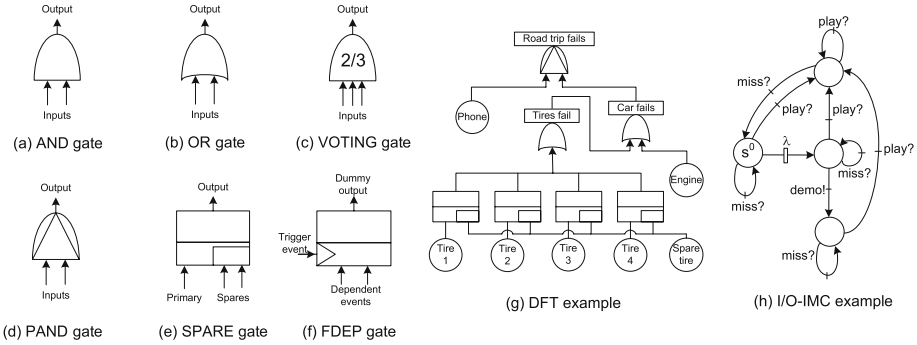 Output
Inputs
(a) AND gate
Output
Inputs
(b) OR gate
Output
2/3
Inputs
(c) VOTING gate
Output
Inputs
(d) PAND gate
Output
Primary
Spares
(e) SPARE gate
Dummy
output
Trigger
event
Dependent
events
(f) FDEP gate
Road trip fails
Phone
Tires fail
Car fails
Engine
Tire
1
Tire
2
Tire
3
Tire
4
Spare
tire
(g) DFT example
play?
miss?
play?
play?
play?
s⁰
λ
miss?
miss?
demo!
miss?
(h) I/O-IMC example